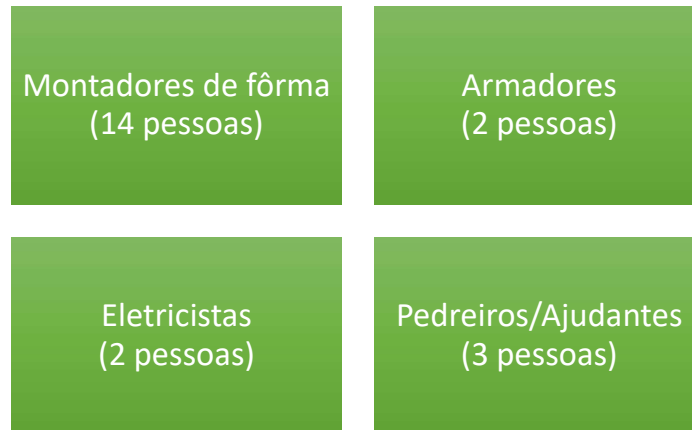 Montadores de fôrma
(14 pessoas)
Armadores
(2 pessoas)
Eletricistas
(2 pessoas)
Pedreiros/Ajudantes
(3 pessoas)